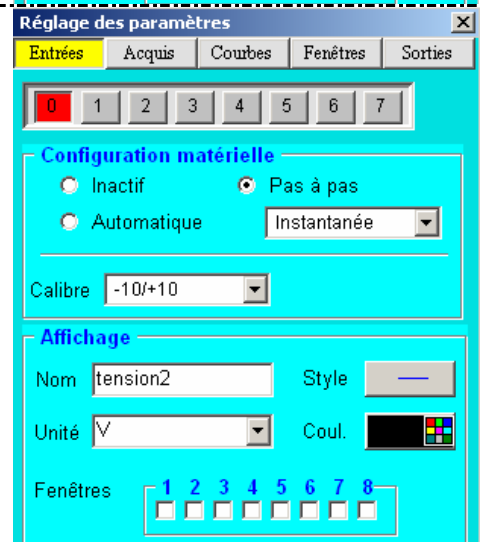 Réglage des paramètres
Entrées Acquis Courbes Fenêtres Sorties
0 1 2 3 4 5 6 7
Configuration matérielle
Inactif Pas à pas
Automatique Instantanée
Calibre -10/+10
Affichage
Nom tension2 Style
Unité V Coul.
Fenêtres 1 2 3 4 5 6 7 8